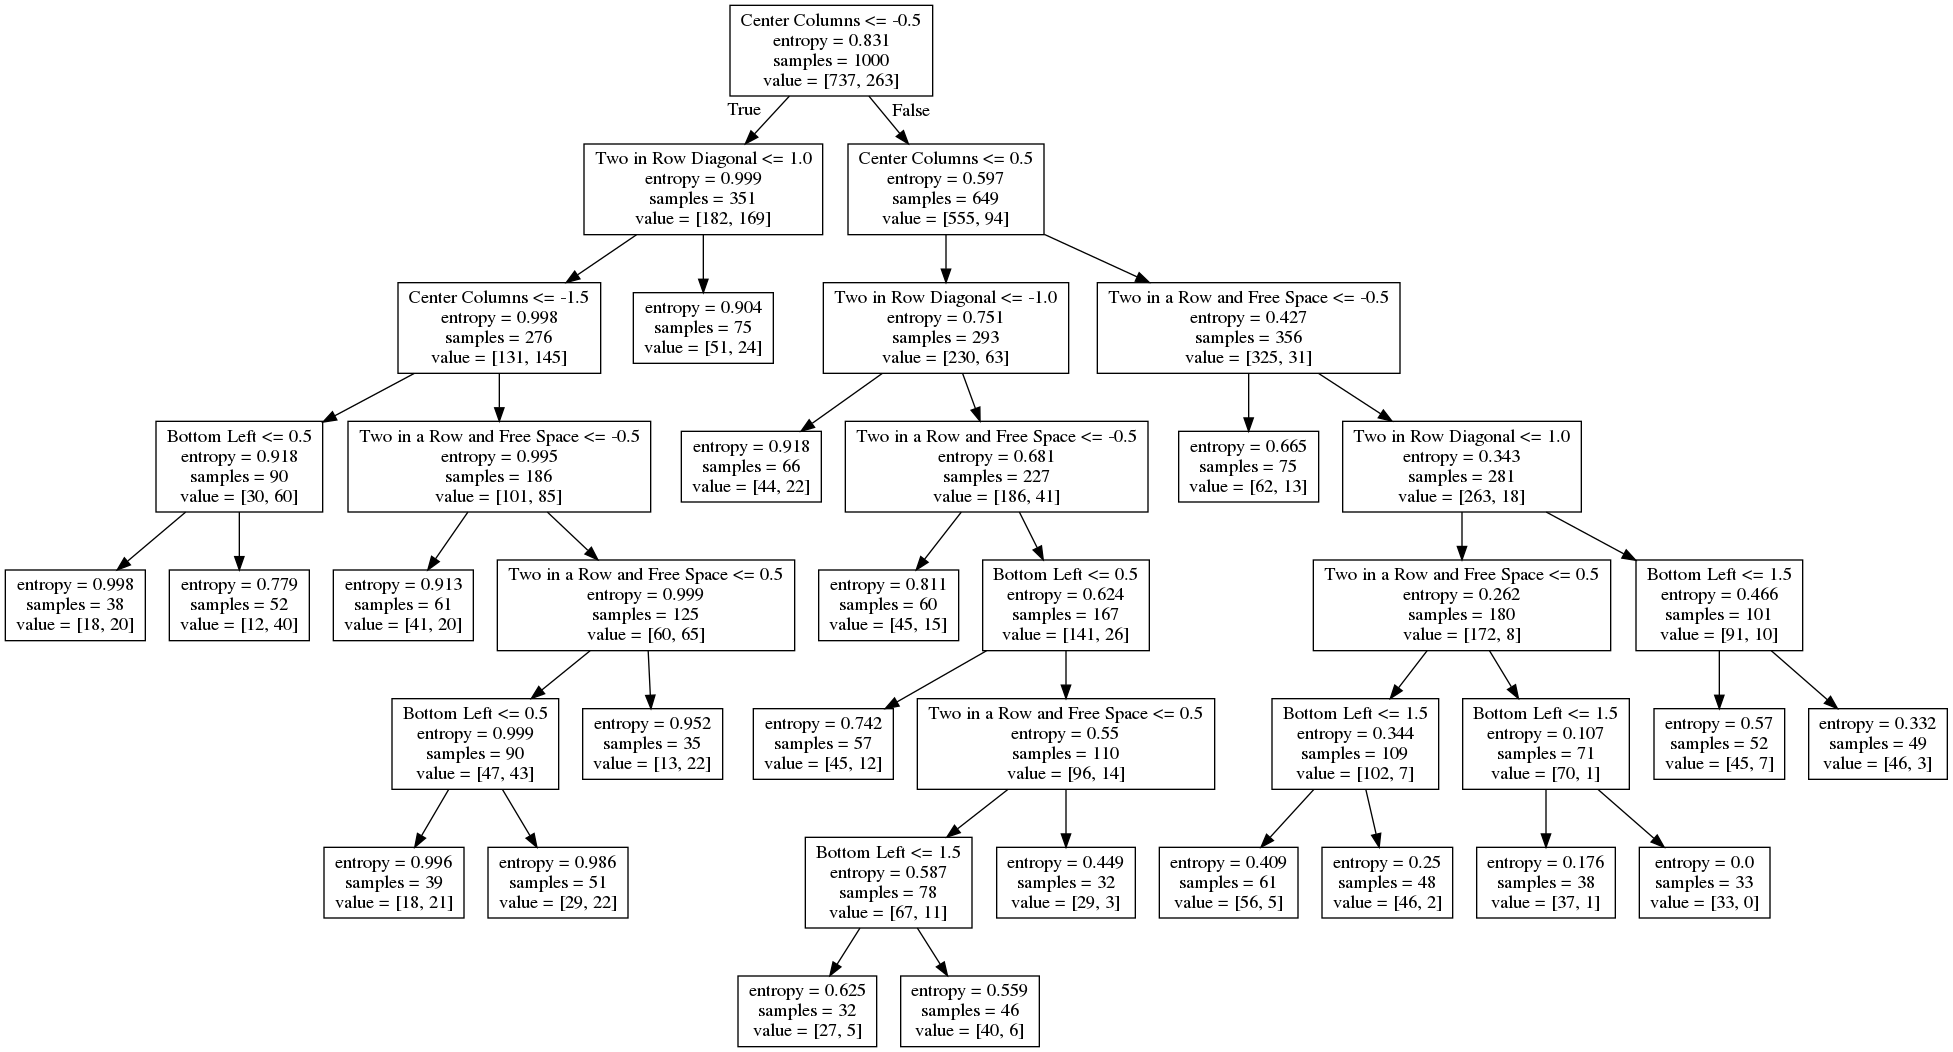 Center Columns <= -0.5
entropy = 0.831
samples = 1000
value = [737, 263]
True
False
Two in Row Diagonal <= 1.0
entropy = 0.999
samples = 351
value = [182, 169]
Center Columns <= 0.5
entropy = 0.597
samples = 649
value = [555, 94]
Center Columns <= -1.5
entropy = 0.998
samples = 276
value = [131, 145]
entropy = 0.904
samples = 75
value = [51, 24]
Two in Row Diagonal <= -1.0
entropy = 0.751
samples = 293
value = [230, 63]
Two in a Row and Free Space <= -0.5
entropy = 0.427
samples = 356
value = [325, 31]
Bottom Left <= 0.5
entropy = 0.918
samples = 90
value = [30, 60]
Two in a Row and Free Space <= -0.5
entropy = 0.995
samples = 186
value = [101, 85]
entropy = 0.918
samples = 66
value = [44, 22]
Two in a Row and Free Space <= -0.5
entropy = 0.681
samples = 227
value = [186, 41]
entropy = 0.665
samples = 75
value = [62, 13]
Two in Row Diagonal <= 1.0
entropy = 0.343
samples = 281
value = [263, 18]
entropy = 0.998
samples = 38
value = [18, 20]
entropy = 0.779
samples = 52
value = [12, 40]
entropy = 0.913
samples = 61
value = [41, 20]
Two in a Row and Free Space <= 0.5
entropy = 0.999
samples = 125
value = [60, 65]
entropy = 0.811
samples = 60
value = [45, 15]
Bottom Left <= 0.5
entropy = 0.624
samples = 167
value = [141, 26]
Two in a Row and Free Space <= 0.5
entropy = 0.262
samples = 180
value = [172, 8]
Bottom Left <= 1.5
entropy = 0.466
samples = 101
value = [91, 10]
Bottom Left <= 0.5
entropy = 0.999
samples = 90
value = [47, 43]
entropy = 0.952
samples = 35
value = [13, 22]
entropy = 0.742
samples = 57
value = [45, 12]
Two in a Row and Free Space <= 0.5
entropy = 0.55
samples = 110
value = [96, 14]
Bottom Left <= 1.5
entropy = 0.344
samples = 109
value = [102, 7]
Bottom Left <= 1.5
entropy = 0.107
samples = 71
value = [70, 1]
entropy = 0.57
samples = 52
value = [45, 7]
entropy = 0.332
samples = 49
value = [46, 3]
entropy = 0.996
samples = 39
value = [18, 21]
entropy = 0.986
samples = 51
value = [29, 22]
Bottom Left <= 1.5
entropy = 0.587
samples = 78
value = [67, 11]
entropy = 0.449
samples = 32
value = [29, 3]
entropy = 0.409
samples = 61
value = [56, 5]
entropy = 0.25
samples = 48
value = [46, 2]
entropy = 0.176
samples = 38
value = [37, 1]
entropy = 0.0
samples = 33
value = [33, 0]
entropy = 0.625
samples = 32
value = [27, 5]
entropy = 0.559
samples = 46
value = [40, 6]